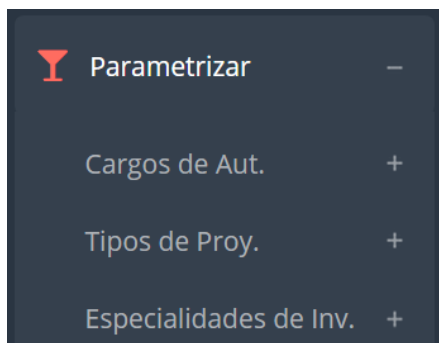 Parametrizar −
Cargos de Aut. +
Tipos de Proy. +
Especialidades de Inv. +